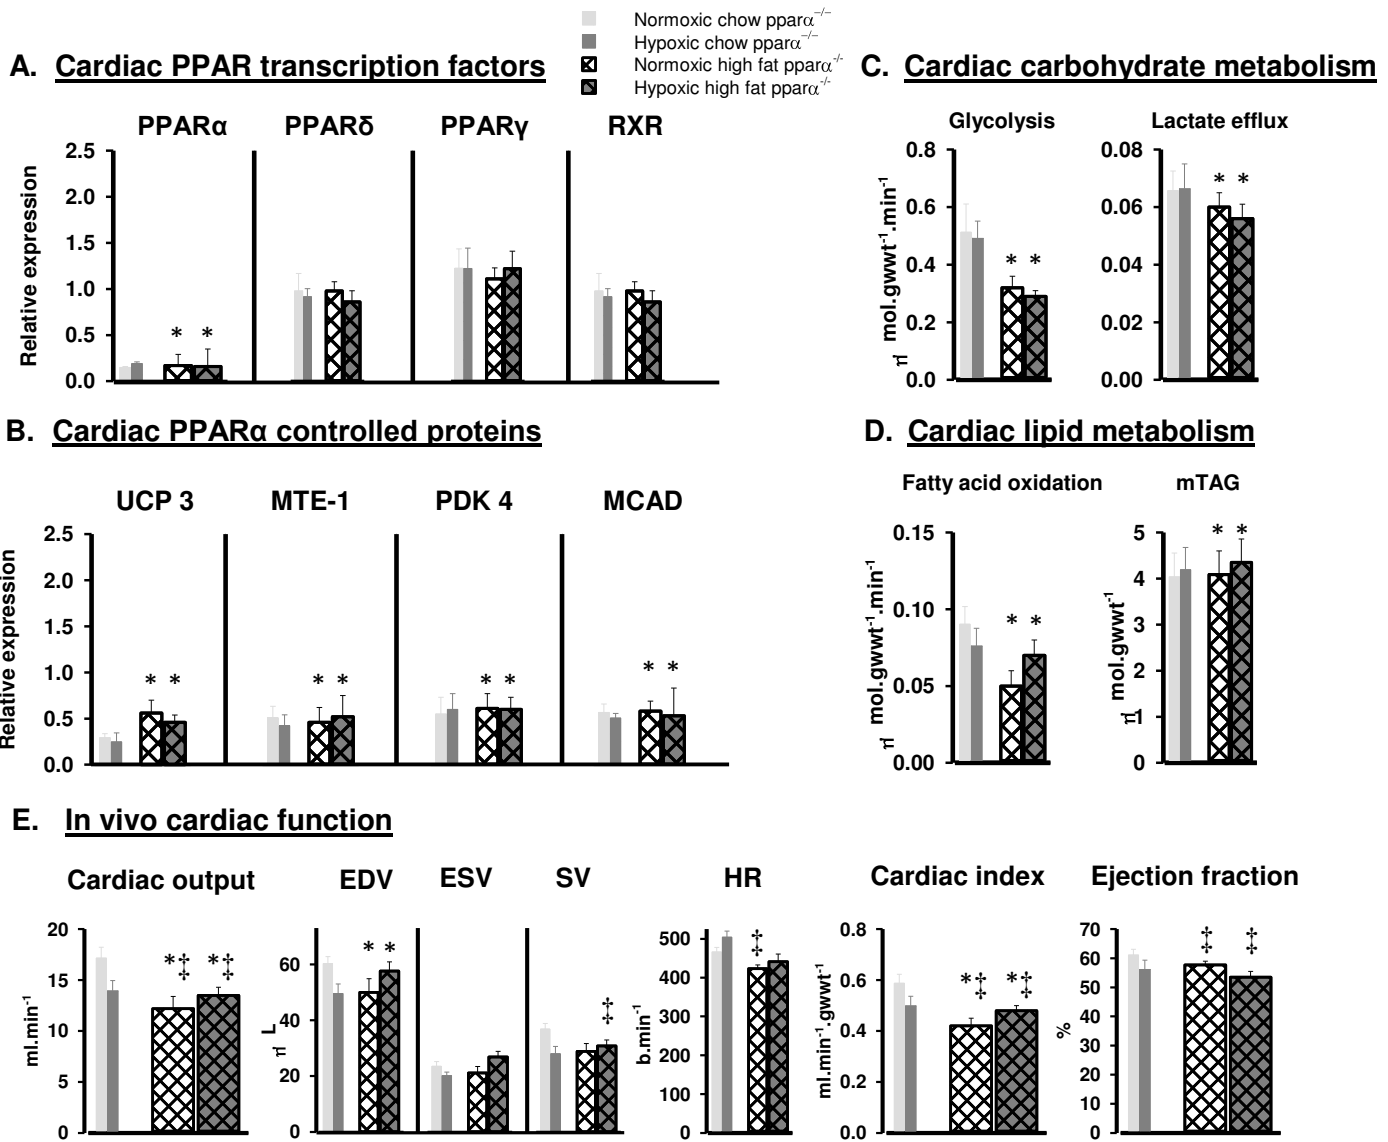 Normoxic chow pparα⁻/⁻
Hypoxic chow pparα⁻/⁻
Normoxic high fat pparα⁻/⁻
Hypoxic high fat pparα⁻/⁻
A. Cardiac PPAR transcription factors
PPARα PPARδ PPARγ RXR
Relative expression
2.5
2.0
1.5
1.0
0.5
0.0
* *
B. Cardiac PPARα controlled proteins
UCP 3 MTE-1 PDK 4 MCAD
Relative expression
2.5
2.0
1.5
1.0
0.5
0.0
* * * * * * * *
C. Cardiac carbohydrate metabolism
Glycolysis
η mol.gwwt⁻¹.min⁻¹
0.8
0.6
0.4
0.2
0.0
* *
Lactate efflux
0.08
0.06
0.04
0.02
0.00
* *
D. Cardiac lipid metabolism
Fatty acid oxidation
η mol.gwwt⁻¹.min⁻¹
0.15
0.10
0.05
0.00
* *
mTAG
η mol.gwwt⁻¹
5
4
3
2
1
0
* *
E. In vivo cardiac function
Cardiac output
ml.min⁻¹
20
15
10
5
0
*‡ *‡
EDV ESV SV
η L
60
40
20
0
* * ‡
HR
b.min⁻¹
500
400
300
200
100
0
‡
Cardiac index
ml.min⁻¹.gwwt⁻¹
0.8
0.6
0.4
0.2
0.0
*‡ *‡
Ejection fraction
%
70
60
50
40
30
20
10
0
‡ ‡